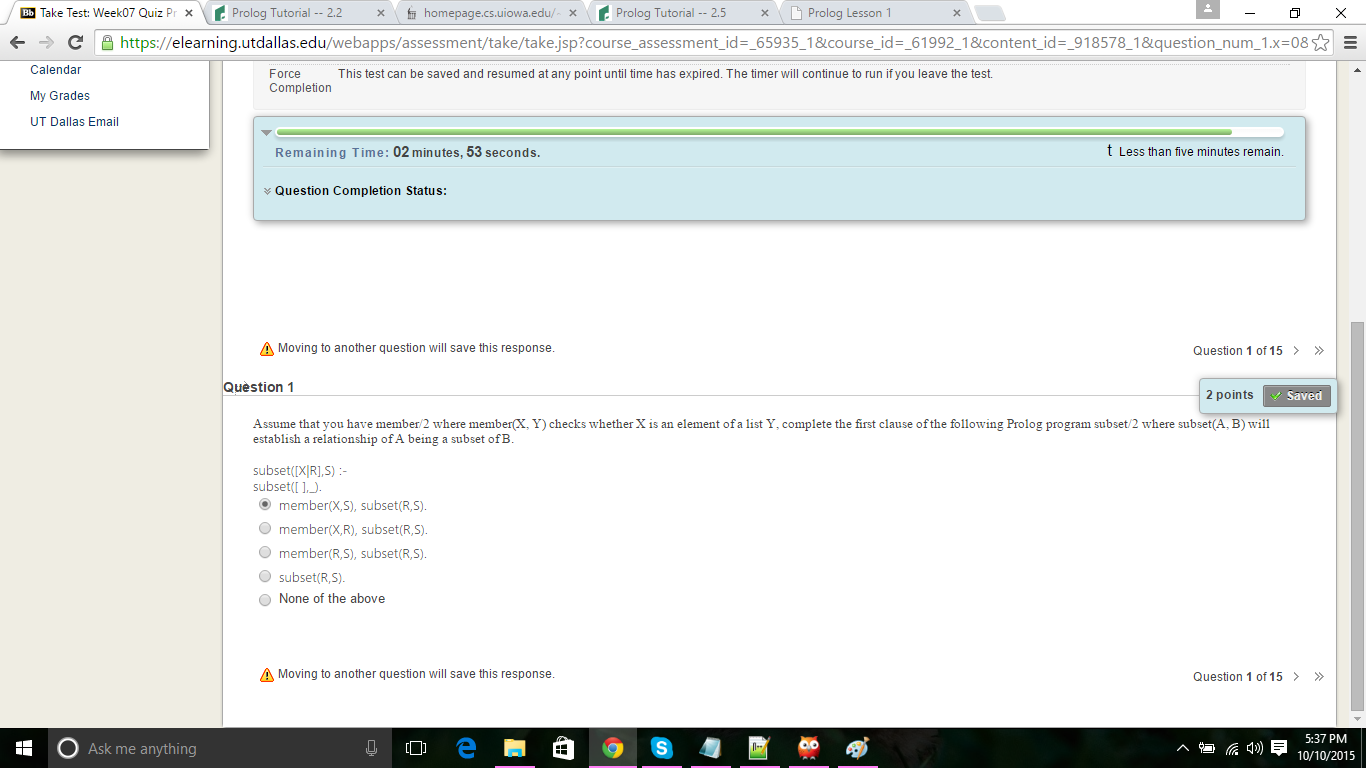 Bb Take Test: Week07 Quiz Pr
Prolog Tutorial -- 2.2
homepage.cs.uiowa.edu/~
Prolog Tutorial -- 2.5
Prolog Lesson 1
https://elearning.utdallas.edu/webapps/assessment/take/take.jsp?course_assessment_id=_65935_1&course_id=_61992_1&content_id=_918578_1&question_num_1.x=08
Calendar
My Grades
UT Dallas Email
Force Completion
This test can be saved and resumed at any point until time has expired. The timer will continue to run if you leave the test.
Remaining Time: 02 minutes, 53 seconds.
t Less than five minutes remain.
Question Completion Status:
Moving to another question will save this response.
Question 1 of 15
Question 1
2 points
Saved
Assume that you have member/2 where member(X, Y) checks whether X is an element of a list Y, complete the first clause of the following Prolog program subset/2 where subset(A, B) will
establish a relationship of A being a subset of B.
subset([X|R],S) :-
subset([ ],_).
member(X,S), subset(R,S).
member(X,R), subset(R,S).
member(R,S), subset(R,S).
subset(R,S).
None of the above
Moving to another question will save this response.
Question 1 of 15
Ask me anything
5:37 PM
10/10/2015